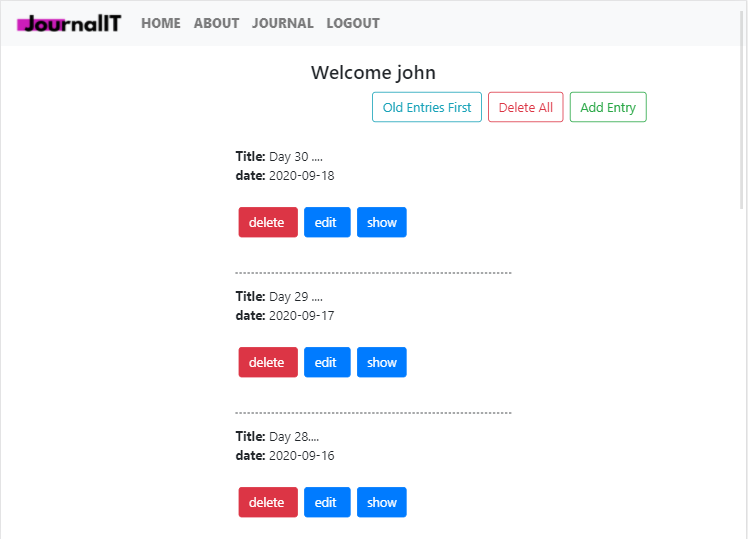 JournalIT HOME ABOUT JOURNAL LOGOUT
Welcome john
Old Entries First Delete All Add Entry
Title: Day 30 ....
date: 2020-09-18
delete edit show
Title: Day 29 ....
date: 2020-09-17
delete edit show
Title: Day 28....
date: 2020-09-16
delete edit show